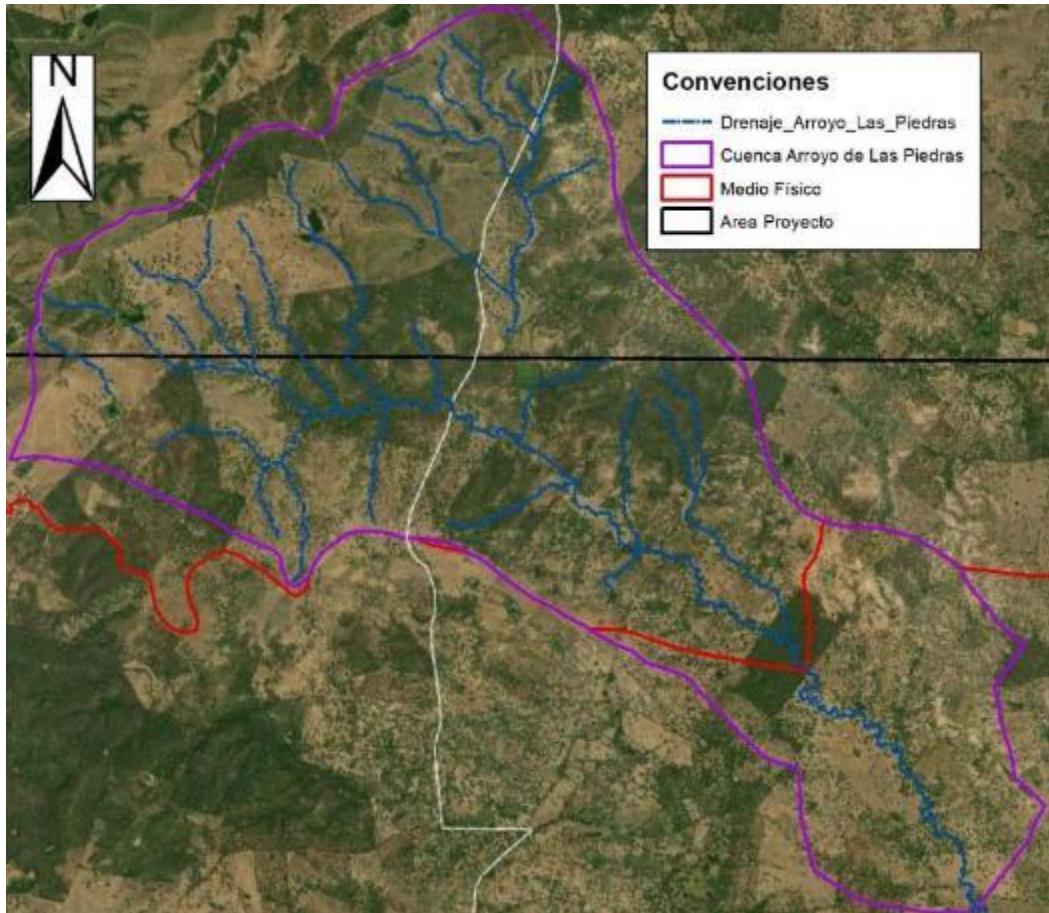 N
Convenciones
Drenaje_Arroyo_Las_Piedras
Cuenca Arroyo de Las Piedras
Medio Físico
Area Proyecto